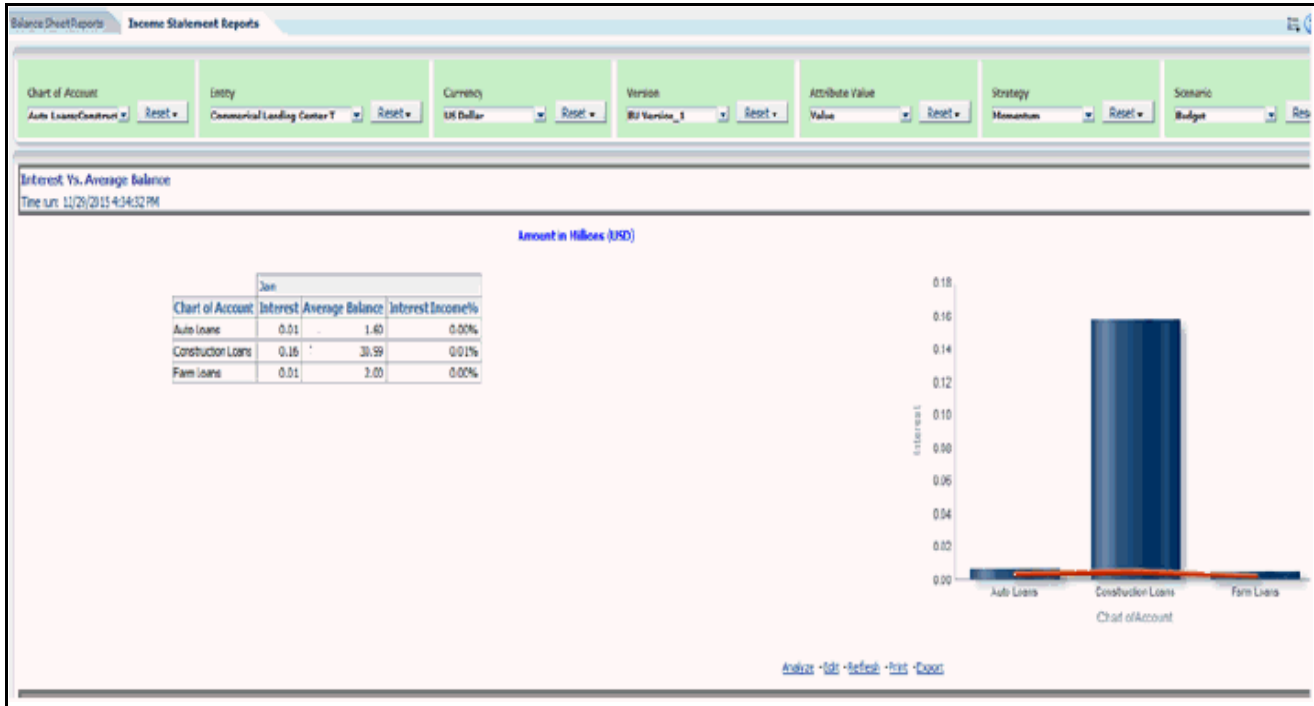 Balance Sheet Reports Income Statement Reports
Chart of Account Entity Currency Version Attribute Value Strategy Scenario
Auto Loans;Constructi Reset Commerical Lending Center T Reset US Dollar Reset BU Version_1 Reset Value Reset Momentum Reset Budget Res
Interest Vs. Average Balance
Time run: 11/29/2015 4:34:32 PM
Amount in Millions (USD)
Jan
Chart of Account Interest Average Balance Interest Income%
Auto Loans 0.01 1.60 0.00%
Construction Loans 0.16 0.01%
Farm Loans 0.01 2.00 0.00%
0.18
0.16
0.14
0.12
0.10
0.08
0.06
0.04
0.02
0.00
Interest
Auto Loans Construction Loans Farm Loans
Chart of Account
Analyze - Edit - Refresh - Print - Export